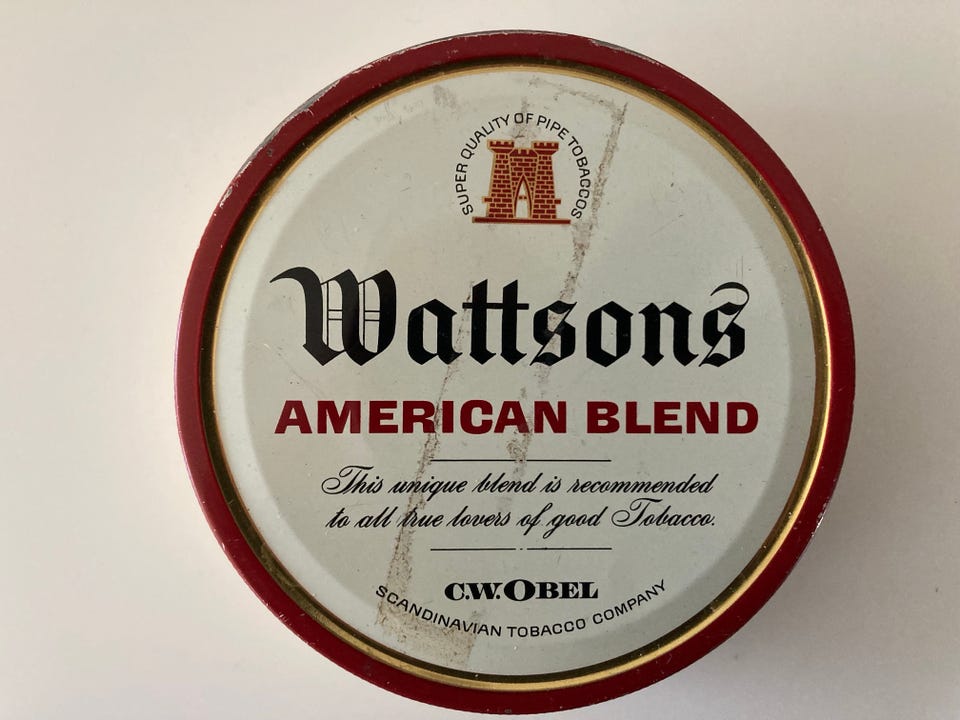 SUPER QUALITY OF PIPE TOBACCOS
Wattsons
AMERICAN BLEND
This unique blend is recommended
to all true lovers of good Tobacco.
C.W. OBEL
SCANDINAVIAN TOBACCO COMPANY